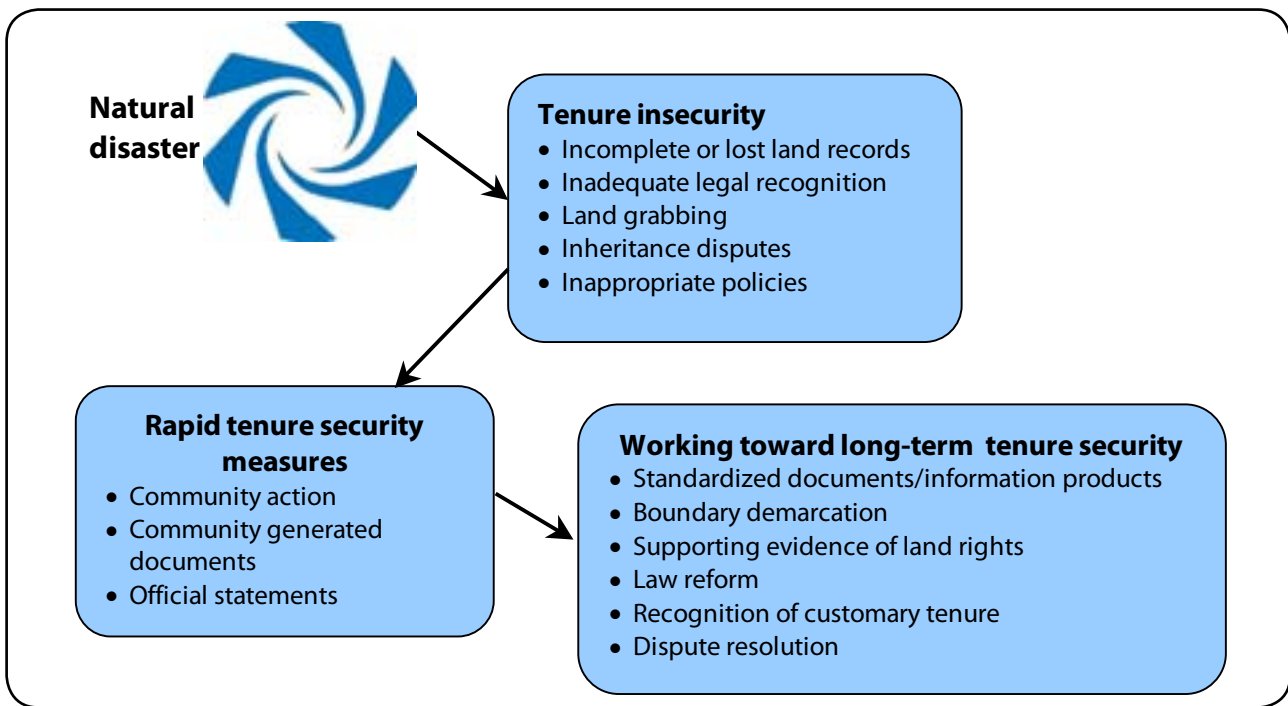 Natural
disaster
Tenure insecurity
• Incomplete or lost land records
• Inadequate legal recognition
• Land grabbing
• Inheritance disputes
• Inappropriate policies
Rapid tenure security
measures
• Community action
• Community generated
documents
• Official statements
Working toward long-term tenure security
• Standardized documents/information products
• Boundary demarcation
• Supporting evidence of land rights
• Law reform
• Recognition of customary tenure
• Dispute resolution